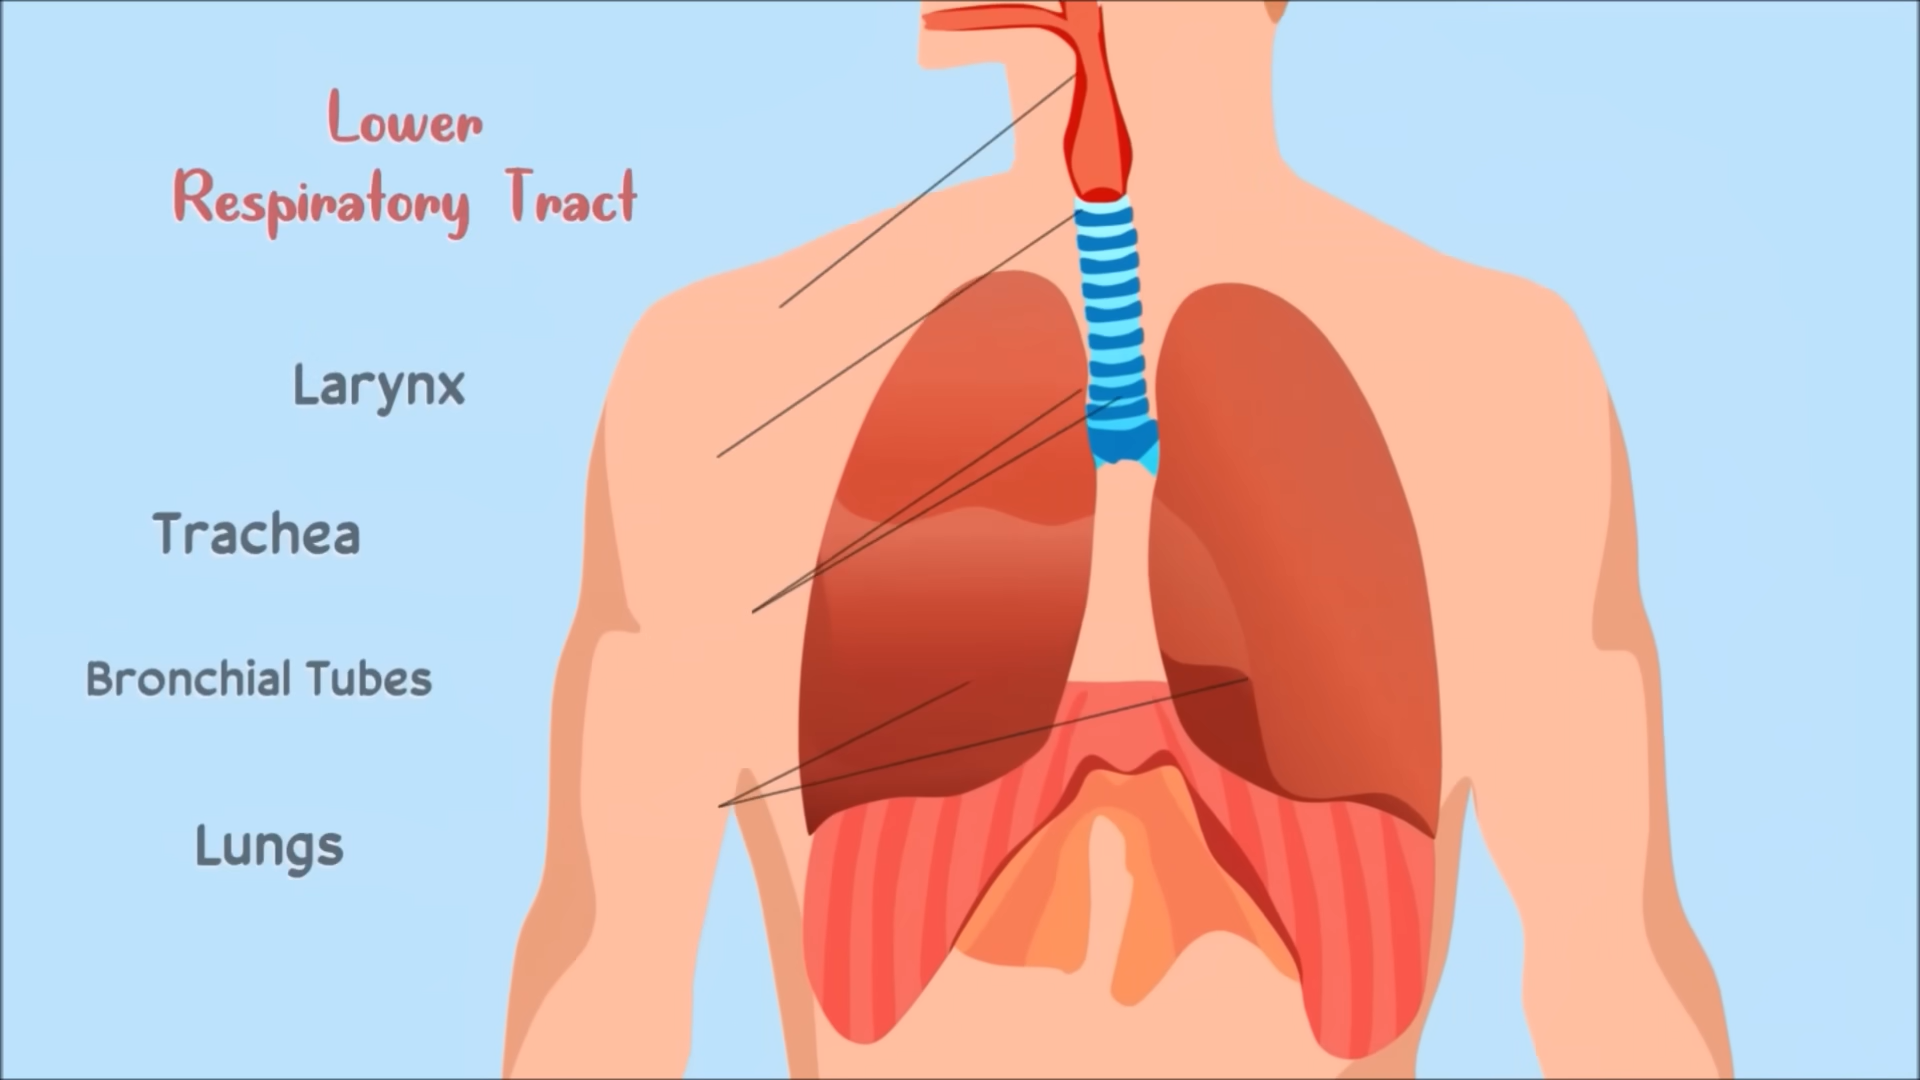 Lower
Respiratory Tract
Larynx
Trachea
Bronchial Tubes
Lungs